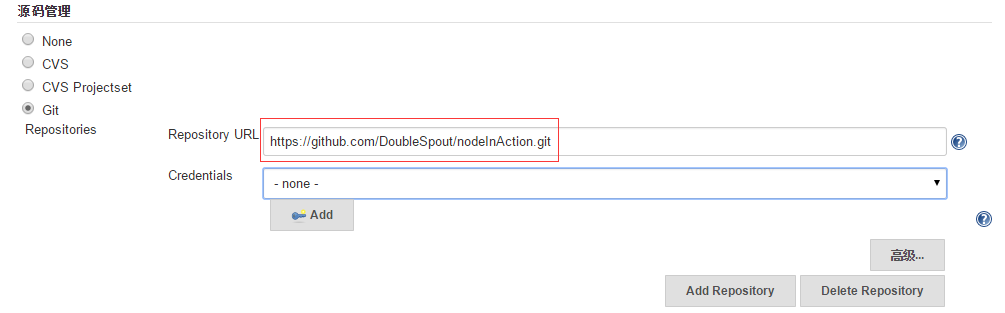 源码管理
None
CVS
CVS Projectset
Git
Repositories
Repository URL
https://github.com/DoubleSpout/nodeInAction.git
?
Credentials
- none -
Add
?
高级...
Add Repository
Delete Repository